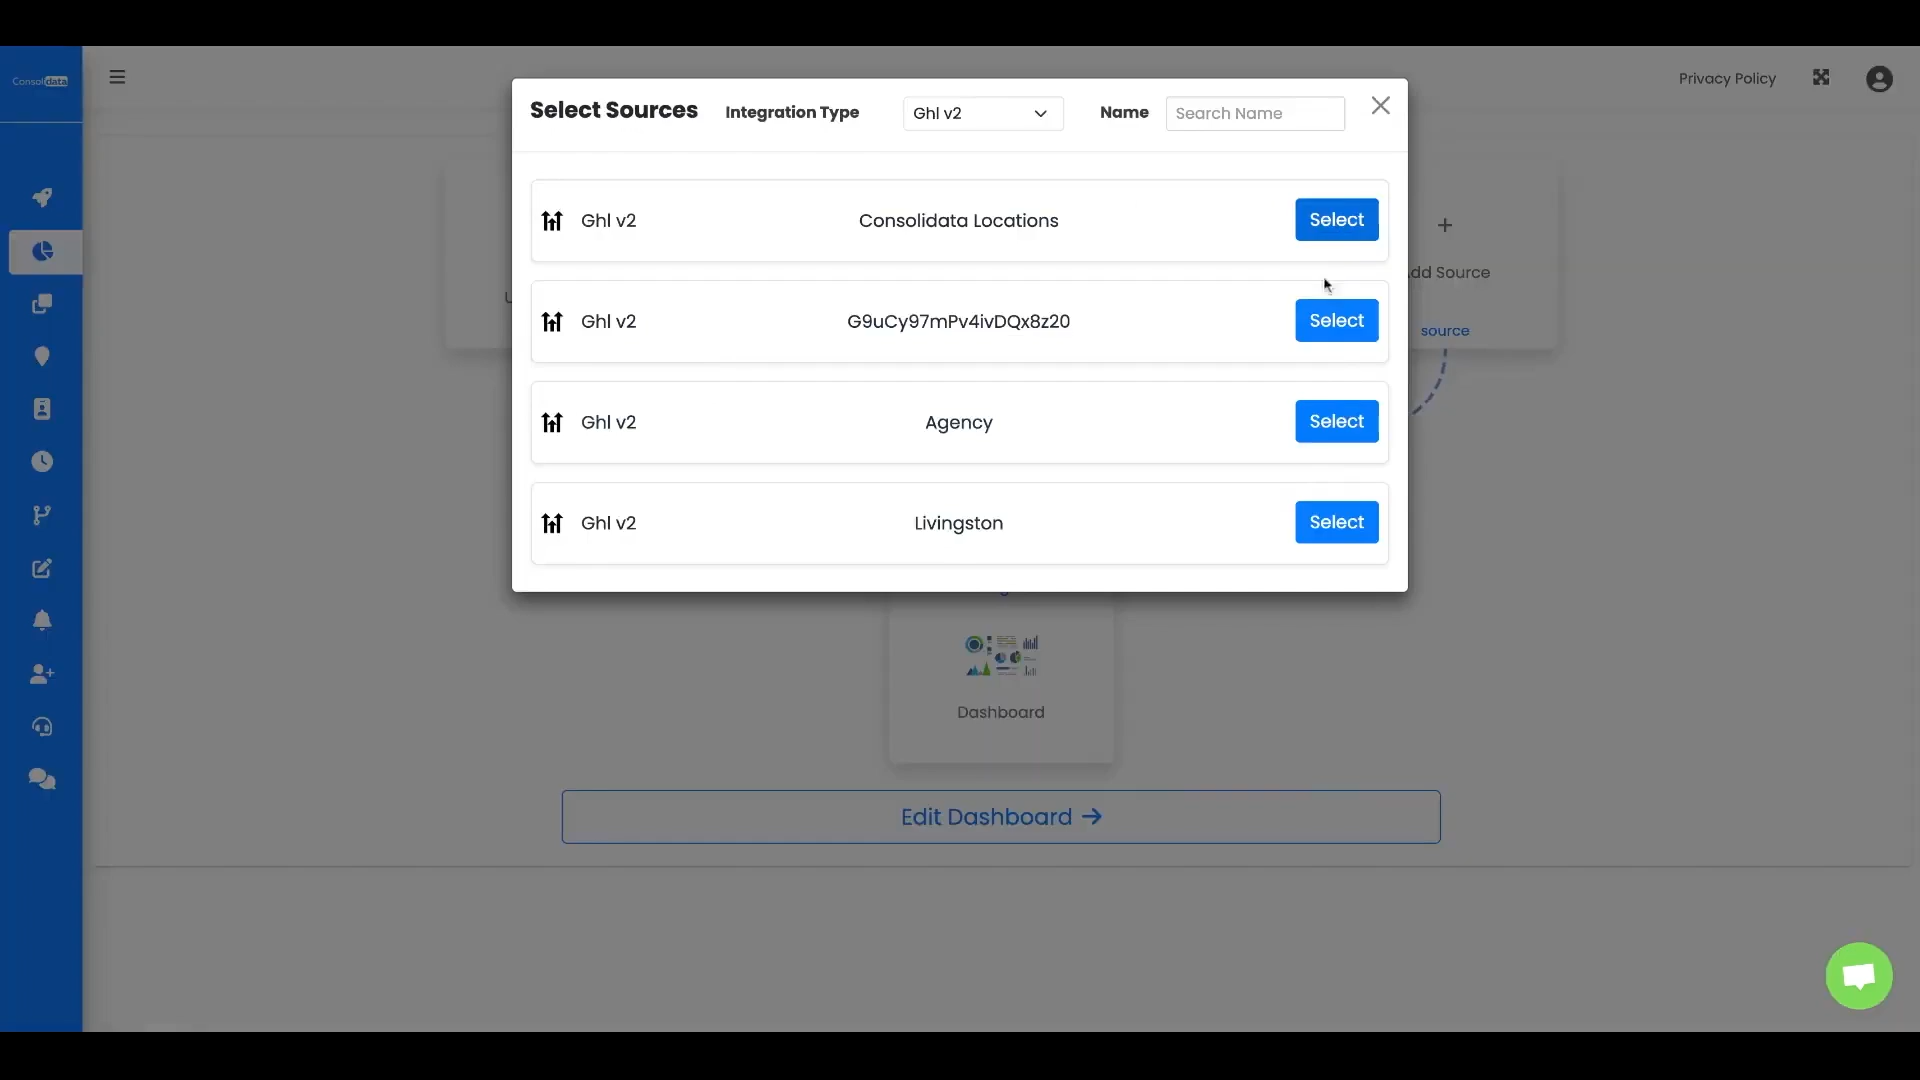 Consolidata
Privacy Policy
Select Sources Integration Type Ghl v2 Name Search Name
Ghl v2 Consolidata Locations Select
Ghl v2 G9uCy97mPv4ivDQx8z20 Select
Ghl v2 Agency Select
Ghl v2 Livingston Select
dd Source
source
Dashboard
Edit Dashboard →